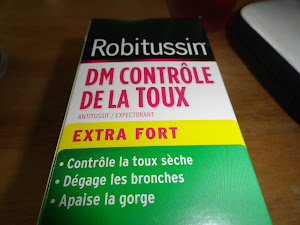 Robitussin
DM CONTRÔLE
DE LA TOUX
ANTITUSSIF / EXPECTORANT
EXTRA FORT
• Contrôle la toux sèche
• Dégage les bronches
• Apaise la gorge